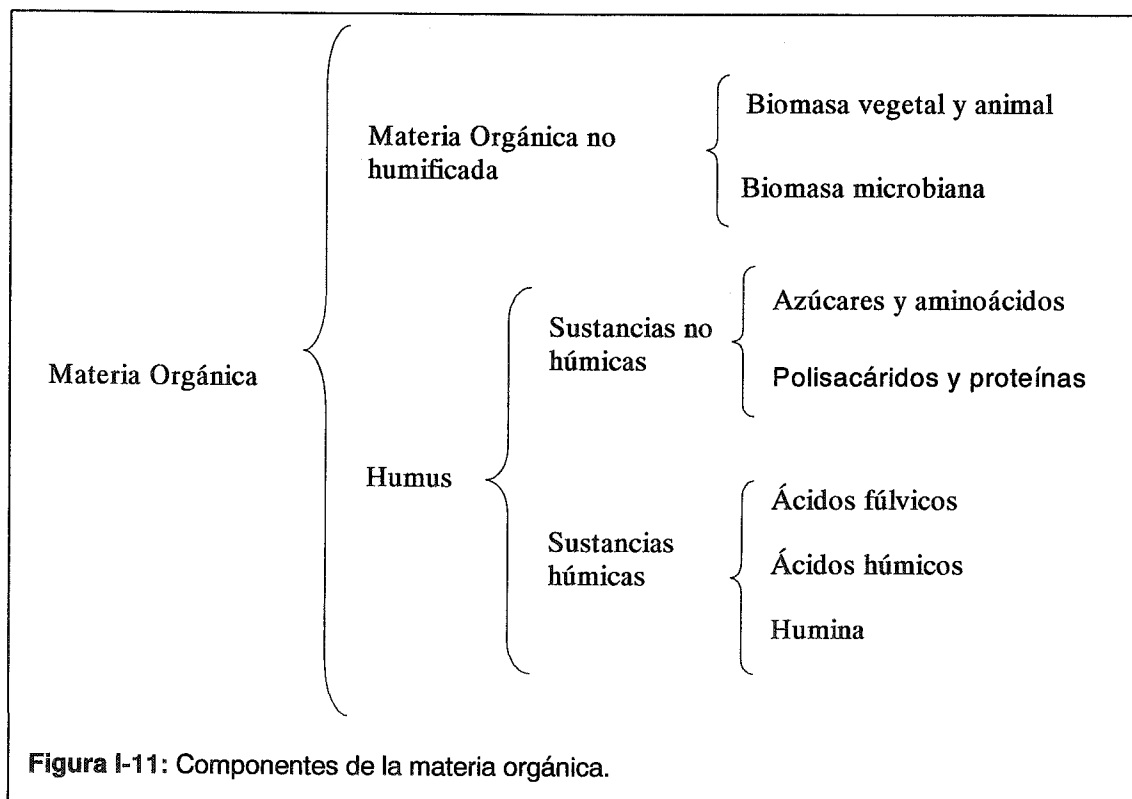 Materia Orgánica
Materia Orgánica no
humificada
Biomasa vegetal y animal
Biomasa microbiana
Humus
Sustancias no
húmicas
Azúcares y aminoácidos
Polisacáridos y proteínas
Sustancias
húmicas
Ácidos fúlvicos
Ácidos húmicos
Humina
Figura I-11: Componentes de la materia orgánica.